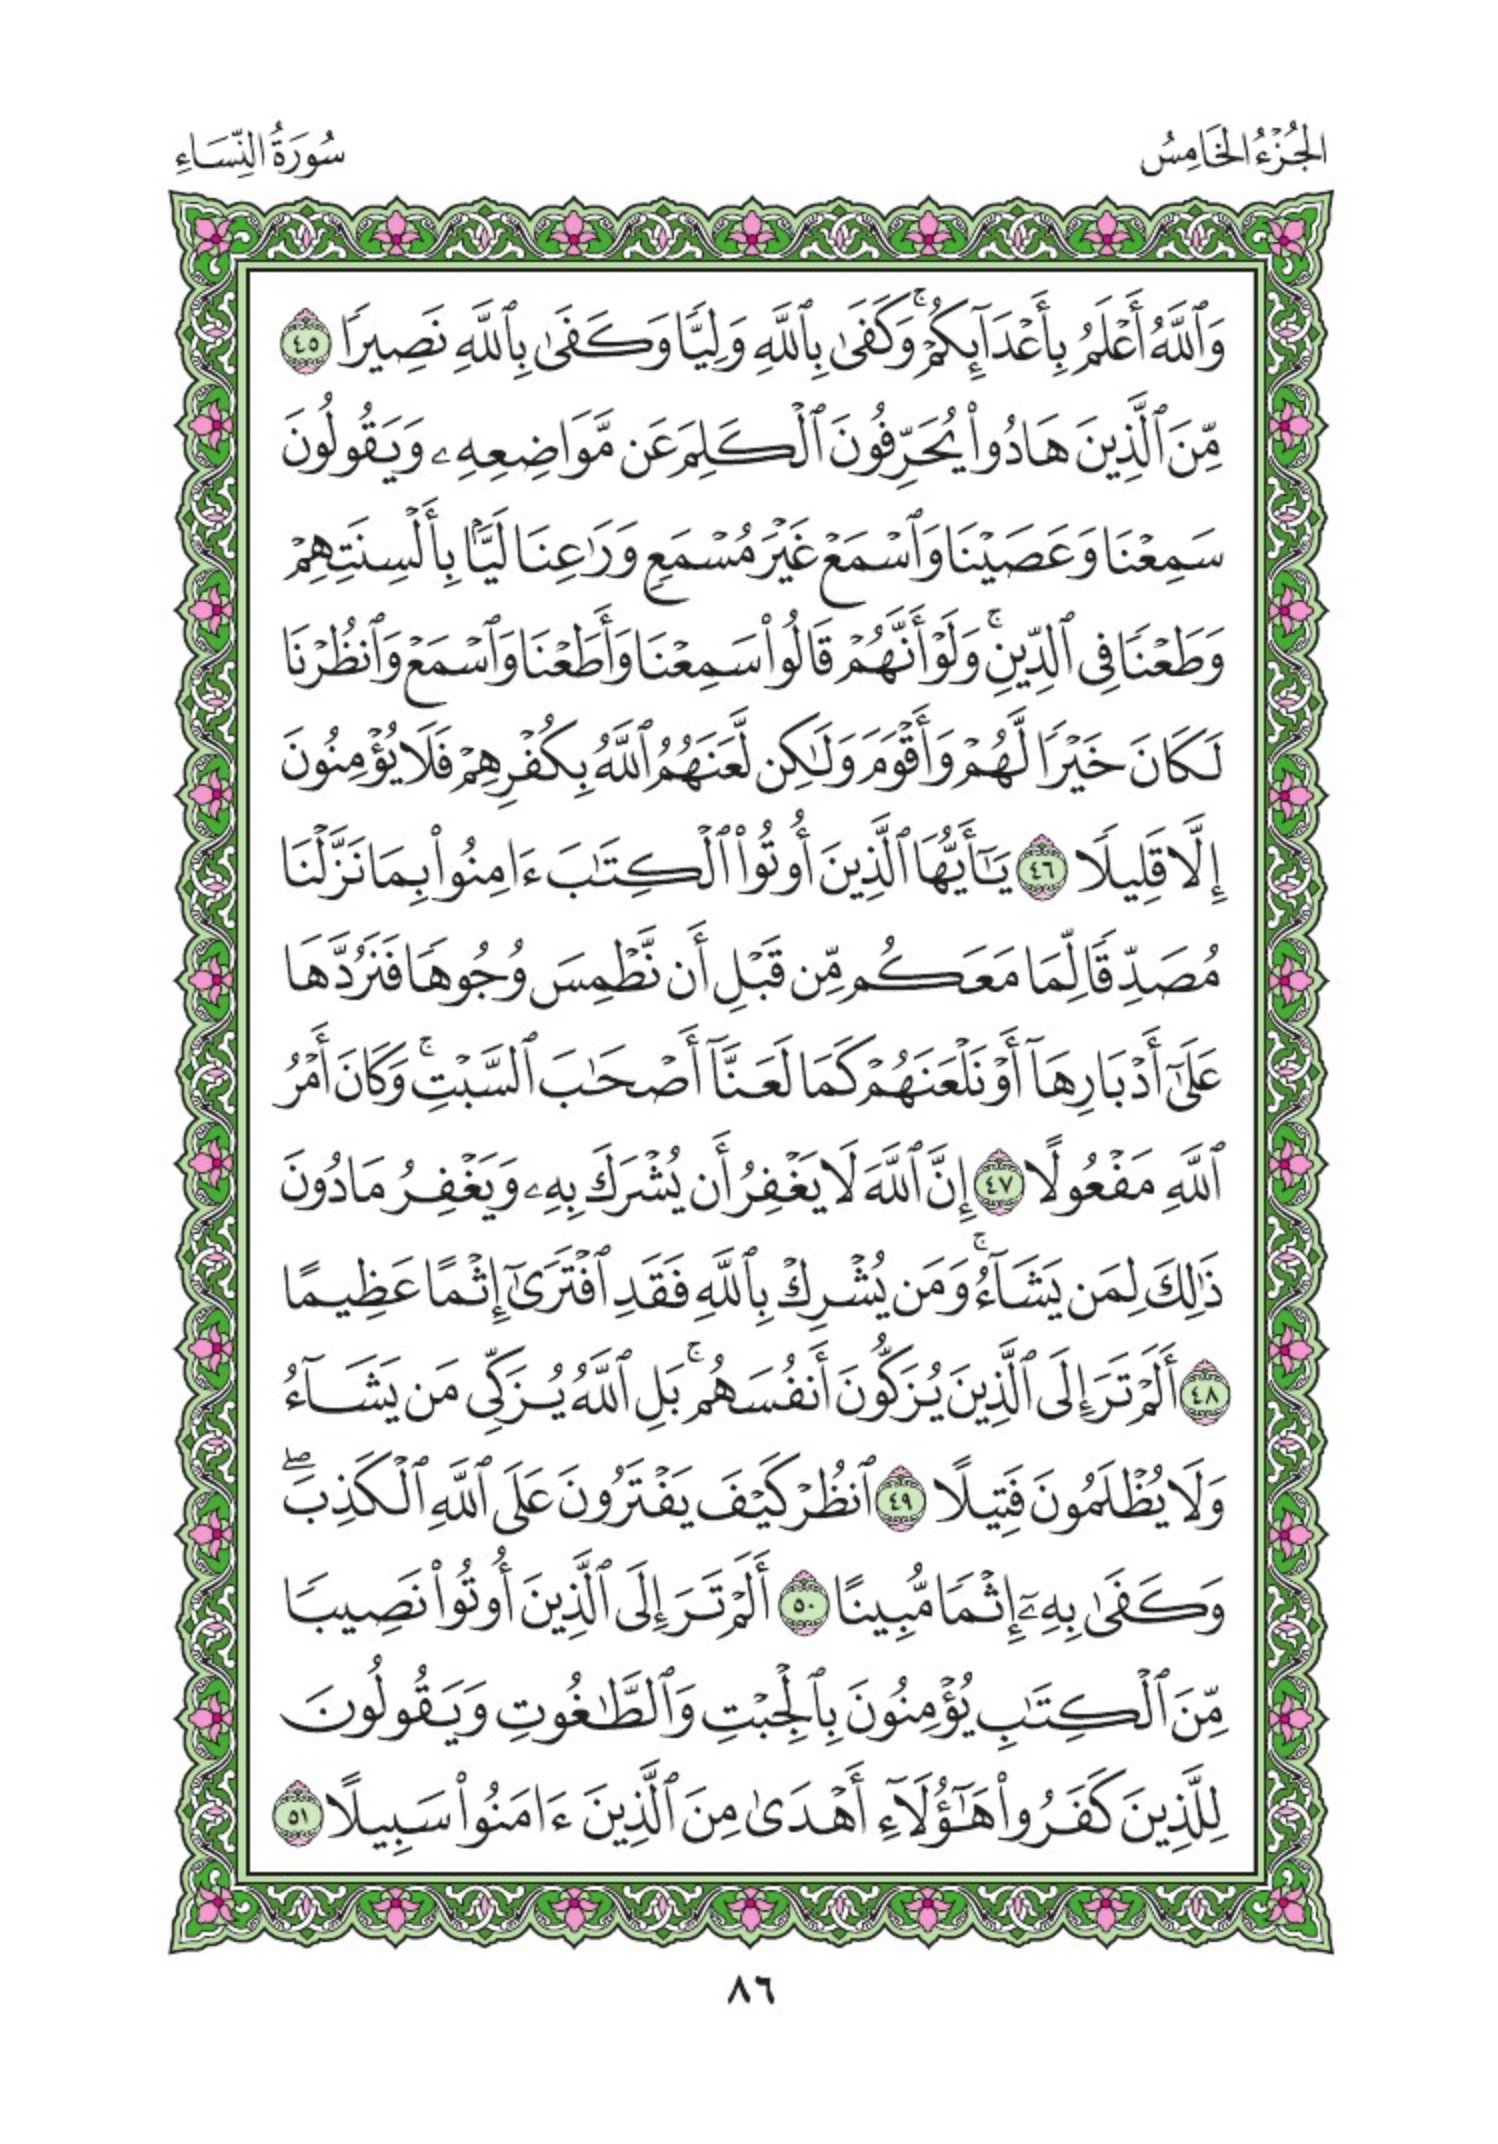 الجُزْءُ الخَامِسُ
سُورَةُ النِّسَاءِ
وَٱللَّهُ أَعْلَمُ بِأَعْدَآئِكُمْۚ وَكَفَىٰ بِٱللَّهِ وَلِيًّا وَكَفَىٰ بِٱللَّهِ نَصِيرًا ٤٥
مِّنَ ٱلَّذِينَ هَادُوا۟ يُحَرِّفُونَ ٱلْكَلِمَ عَن مَّوَاضِعِهِۦ وَيَقُولُونَ
سَمِعْنَا وَعَصَيْنَا وَٱسْمَعْ غَيْرَ مُسْمَعٍ وَرَٰعِنَا لَيًّۢا بِأَلْسِنَتِهِمْ
وَطَعْنًا فِى ٱلدِّينِۚ وَلَوْ أَنَّهُمْ قَالُوا۟ سَمِعْنَا وَأَطَعْنَا وَٱسْمَعْ وَٱنظُرْنَا
لَكَانَ خَيْرًا لَّهُمْ وَأَقْوَمَ وَلَٰكِن لَّعَنَهُمُ ٱللَّهُ بِكُفْرِهِمْ فَلَا يُؤْمِنُونَ
إِلَّا قَلِيلًا ٤٦ يَٰٓأَيُّهَا ٱلَّذِينَ أُوتُوا۟ ٱلْكِتَٰبَ ءَامِنُوا۟ بِمَا نَزَّلْنَا
مُصَدِّقًا لِّمَا مَعَكُم مِّن قَبْلِ أَن نَّطْمِسَ وُجُوهًا فَنَرُدَّهَا
عَلَىٰٓ أَدْبَارِهَآ أَوْ نَلْعَنَهُمْ كَمَا لَعَنَّآ أَصْحَٰبَ ٱلسَّبْتِۚ وَكَانَ أَمْرُ
ٱللَّهِ مَفْعُولًا ٤٧ إِنَّ ٱللَّهَ لَا يَغْفِرُ أَن يُشْرَكَ بِهِۦ وَيَغْفِرُ مَا دُونَ
ذَٰلِكَ لِمَن يَشَآءُۚ وَمَن يُشْرِكْ بِٱللَّهِ فَقَدِ ٱفْتَرَىٰٓ إِثْمًا عَظِيمًا
٤٨ أَلَمْ تَرَ إِلَى ٱلَّذِينَ يُزَكُّونَ أَنفُسَهُمۚ بَلِ ٱللَّهُ يُزَكِّى مَن يَشَآءُ
وَلَا يُظْلَمُونَ فَتِيلًا ٤٩ ٱنظُرْ كَيْفَ يَفْتَرُونَ عَلَى ٱللَّهِ ٱلْكَذِبَۖ
وَكَفَىٰ بِهِۦٓ إِثْمًا مُّبِينًا ٥٠ أَلَمْ تَرَ إِلَى ٱلَّذِينَ أُوتُوا۟ نَصِيبًا
مِّنَ ٱلْكِتَٰبِ يُؤْمِنُونَ بِٱلْجِبْتِ وَٱلطَّٰغُوتِ وَيَقُولُونَ
لِلَّذِينَ كَفَرُوا۟ هَٰٓؤُلَآءِ أَهْدَىٰ مِنَ ٱلَّذِينَ ءَامَنُوا۟ سَبِيلًا ٥١
٨٦